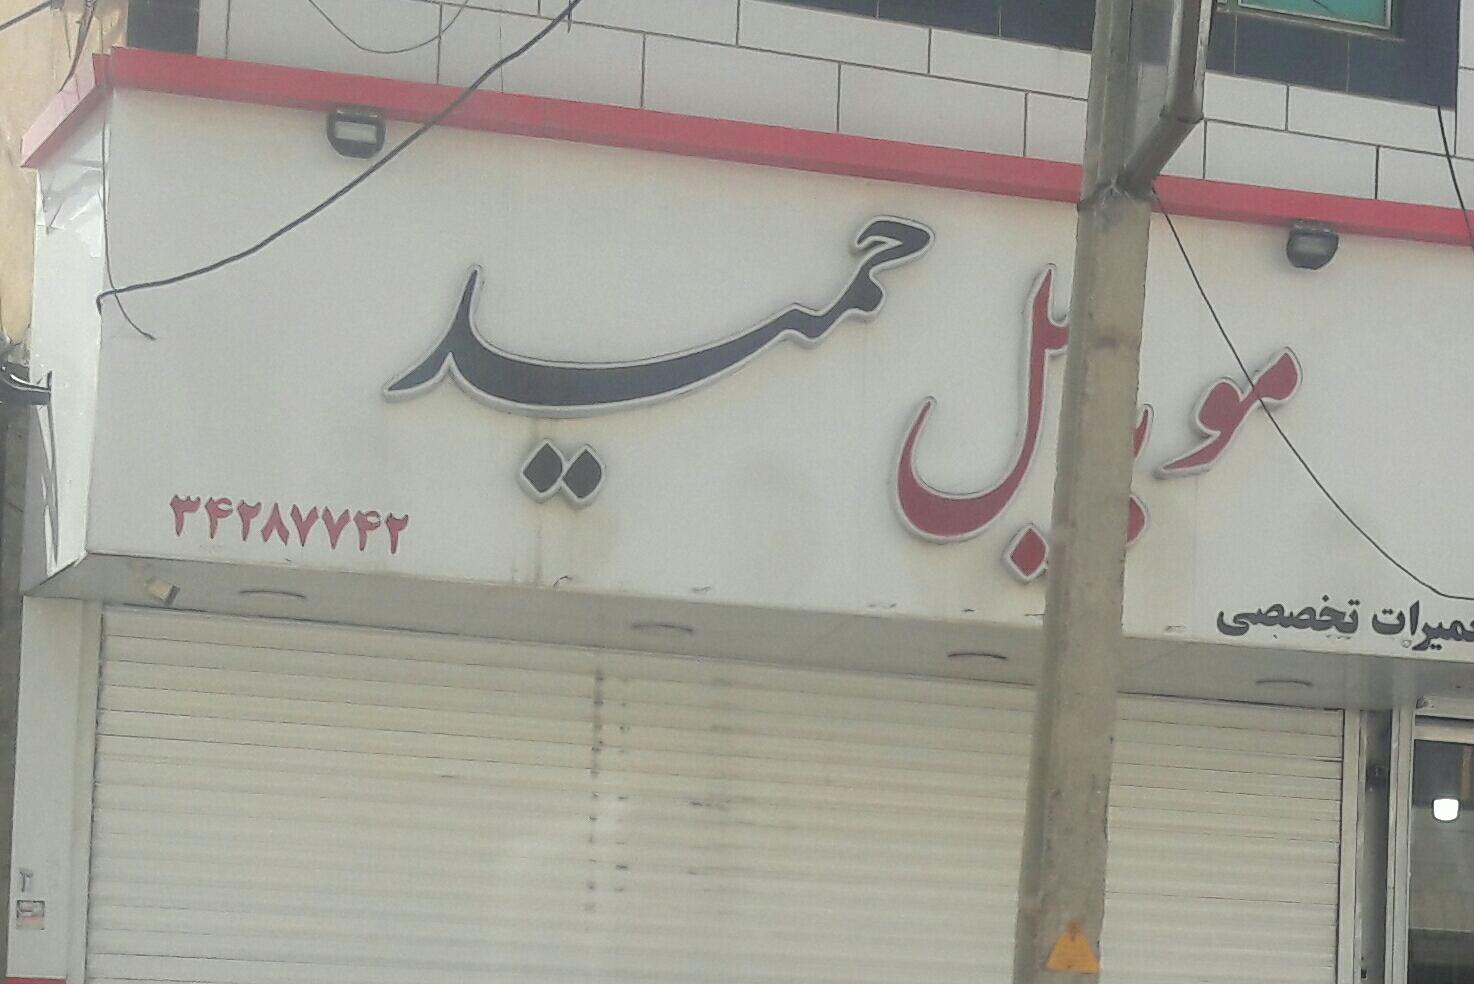 موبایل حمید
تعمیرات تخصصی
۳۴۲۸۷۷۴۲